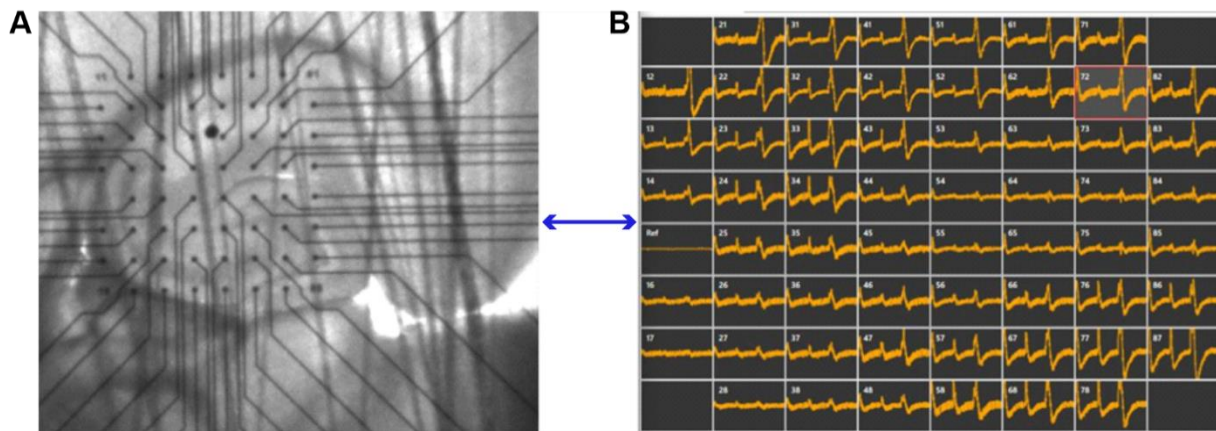 A
B
21 31 41 51 61 71
12 22 32 42 52 62 72 82
13 23 33 43 53 63 73 83
14 24 34 44 54 64 74 84
Ref 25 35 45 55 65 75 85
16 26 36 46 56 66 76 86
17 27 37 47 57 67 77 87
28 38 48 58 68 78